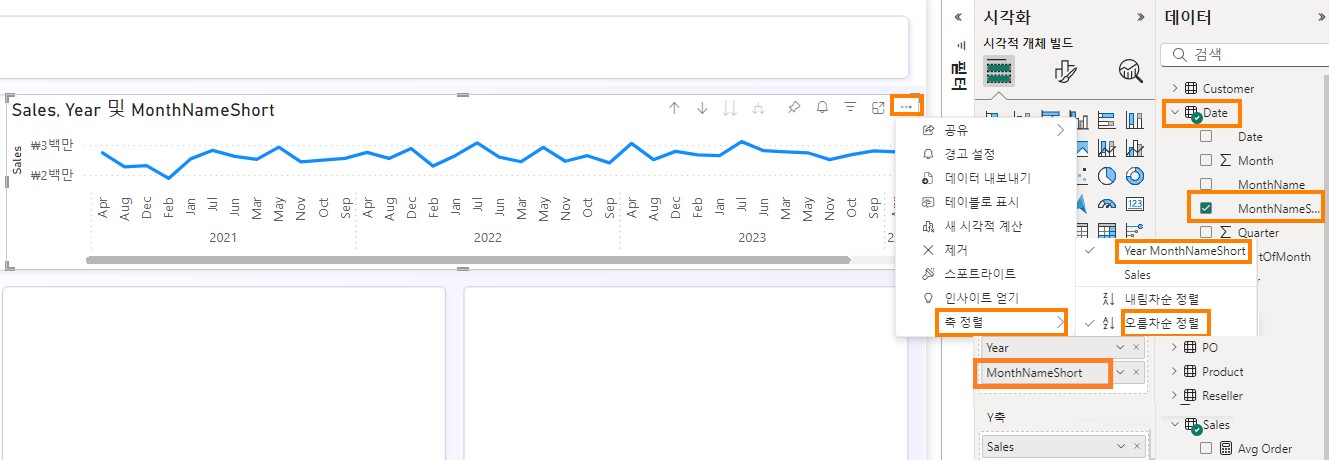 Sales, Year 및 MonthNameShort
Sales
₩3백만
₩2백만
Apr Aug Dec Feb Jan Jul Jun Mar May Nov Oct Sep Apr Aug Dec Feb Jan Jul Jun Mar May Nov Oct Sep Apr Aug Dec Feb Jan Jul Jun Mar May Nov Oct Sep
2021 2022 2023
공유
경고 설정
데이터 내보내기
테이블로 표시
새 시각적 계산
제거
스포트라이트
인사이트 얻기
축 정렬
Year MonthNameShort
Sales
내림차순 정렬
오름차순 정렬
필터
시각화
시각적 개체 빌드
123
Year
MonthNameShort
Y축
Sales
데이터
검색
Customer
Date
Date
Month
MonthName
MonthNameS...
Quarter
rtOfMonth
PO
Product
Reseller
Sales
Avg Order